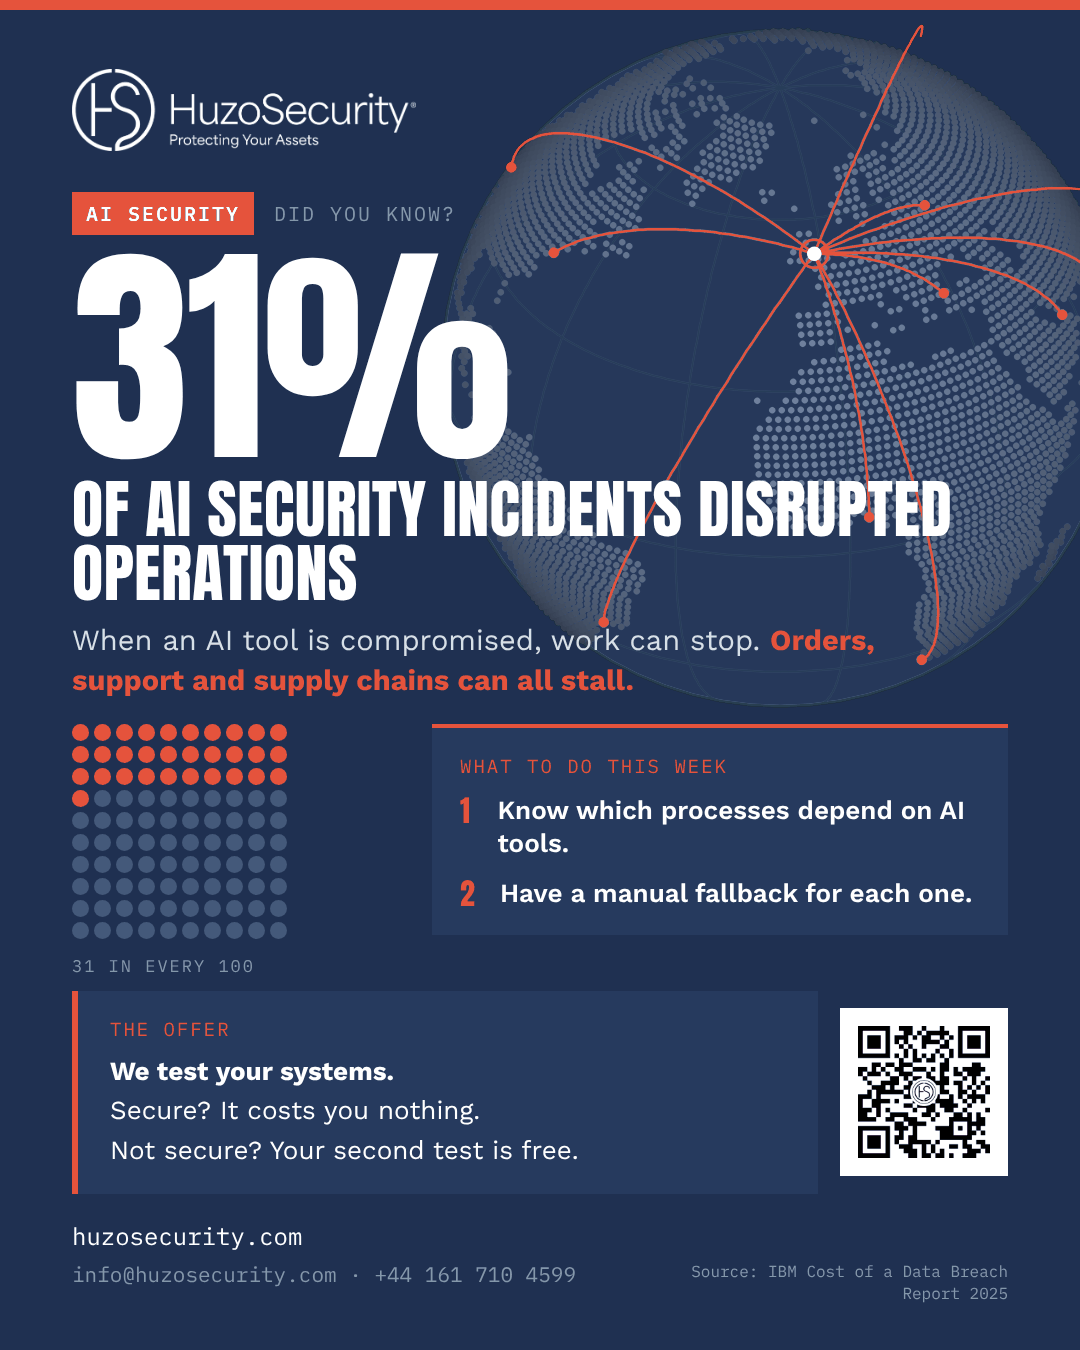 HuzoSecurity®
Protecting Your Assets
AI SECURITY DID YOU KNOW?
31%
OF AI SECURITY INCIDENTS DISRUPTED
OPERATIONS
When an AI tool is compromised, work can stop. Orders,
support and supply chains can all stall.
WHAT TO DO THIS WEEK
1 Know which processes depend on AI
tools.
2 Have a manual fallback for each one.
31 IN EVERY 100
THE OFFER
We test your systems.
Secure? It costs you nothing.
Not secure? Your second test is free.
huzosecurity.com
info@huzosecurity.com · +44 161 710 4599
Source: IBM Cost of a Data Breach
Report 2025